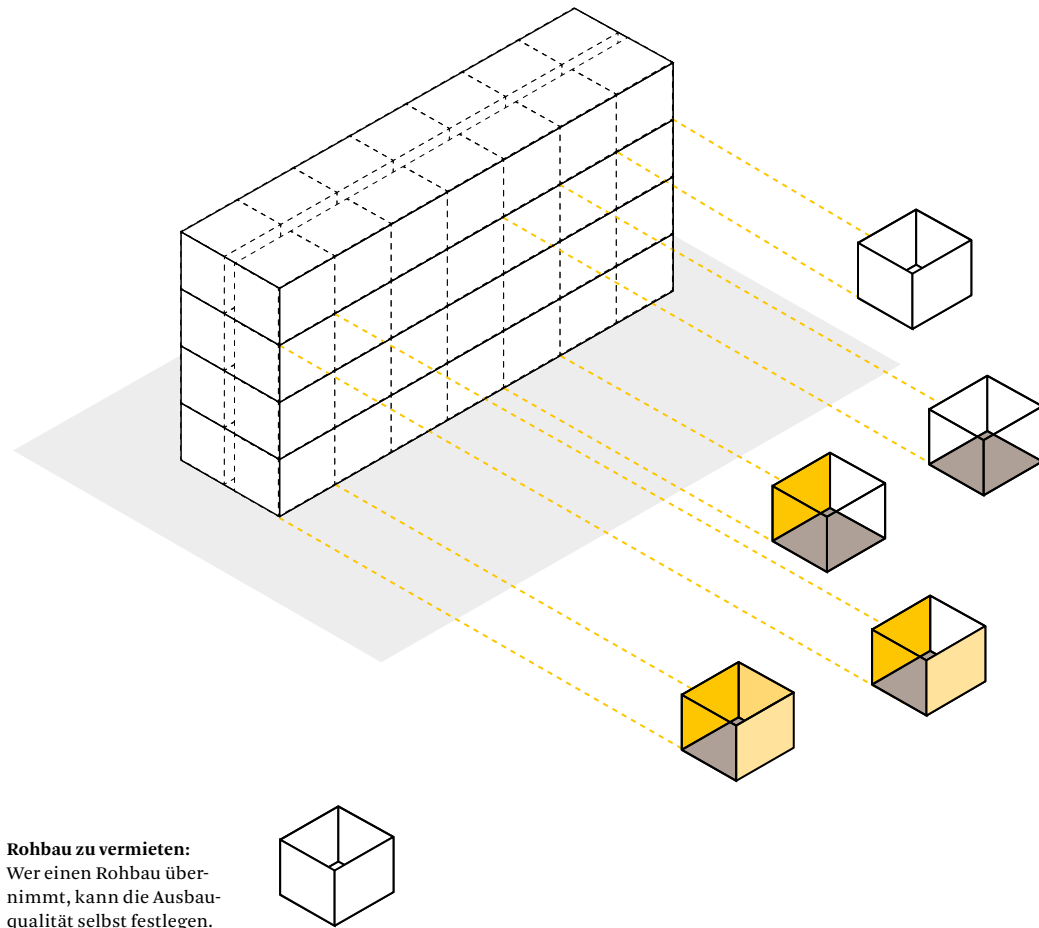 Rohbau zu vermieten:
Wer einen Rohbau über-
nimmt, kann die Ausbau-
qualität selbst festlegen.